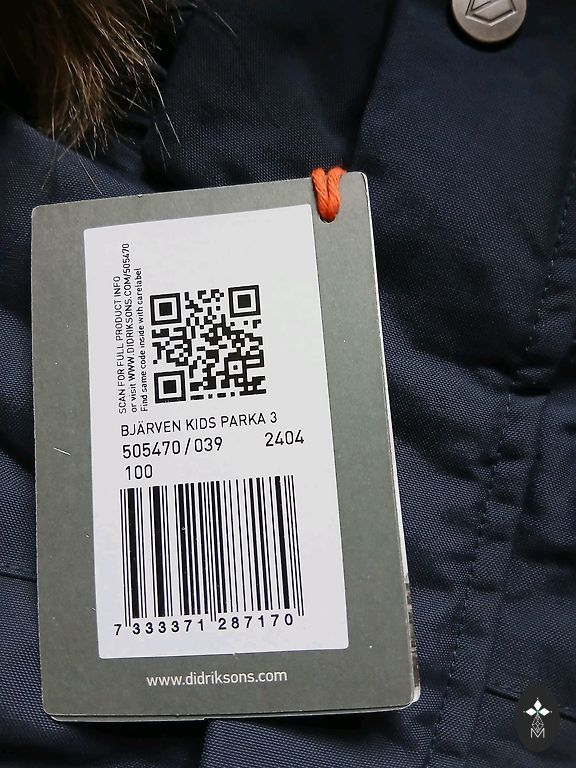 SCAN FOR FULL PRODUCT INFO
or visit WWW.DIDRIKSONS.COM/505470
Find same code inside with carelabel
BJÄRVEN KIDS PARKA 3
505470/039 2404
100
7 333371 287170
www.didriksons.com
M